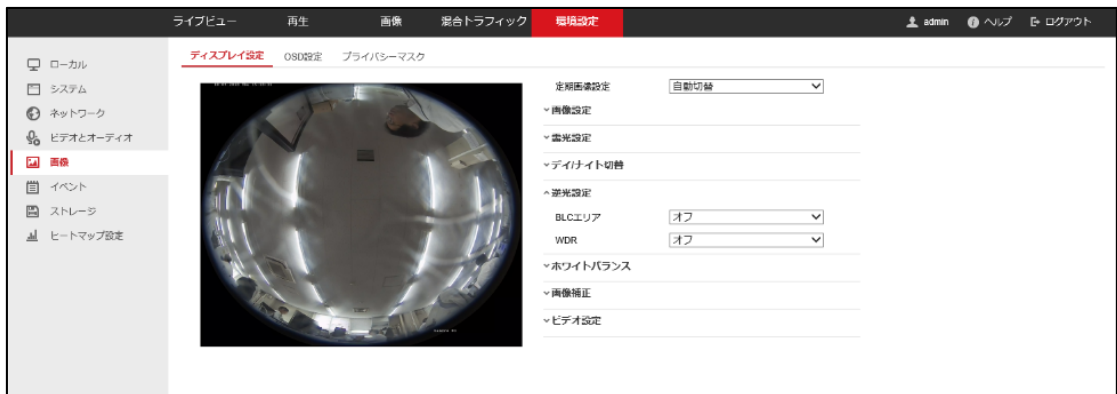 ライブビュー 再生 画像 混合トラフィック 環境設定 admin ヘルプ ログアウト
ローカル
システム
ネットワーク
ビデオとオーディオ
画像
イベント
ストレージ
ヒートマップ設定
ディスプレイ設定 OSD設定 プライバシーマスク
定期画像設定 自動切替
画像設定
露光設定
デイ/ナイト切替
逆光設定
BLCエリア オフ
WDR オフ
ホワイトバランス
画像補正
ビデオ設定